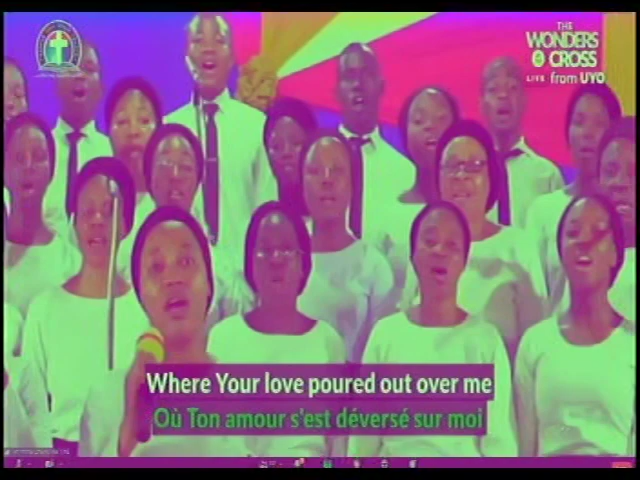 THE
WONDERS
OF CROSS
LIVE from UYO
Where Your love poured out over me
Où Ton amour s'est déversé sur moi